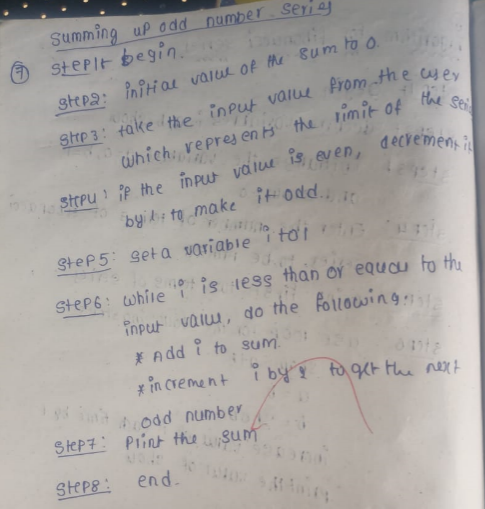 Summing up odd number series
7 Step1: begin.
Step2: initial value of the sum to 0.
Step3: take the input value from the user
which represents the limit of the seri
Step4: if the input value is even, decrement it
by 1, to make it odd.
Step5: set a variable i to 1
Step6: while i is less than or equal to the
input value, do the following:
* Add i to sum.
* increment i by to get the next
odd number
Step7: Print the sum
Step8: end.